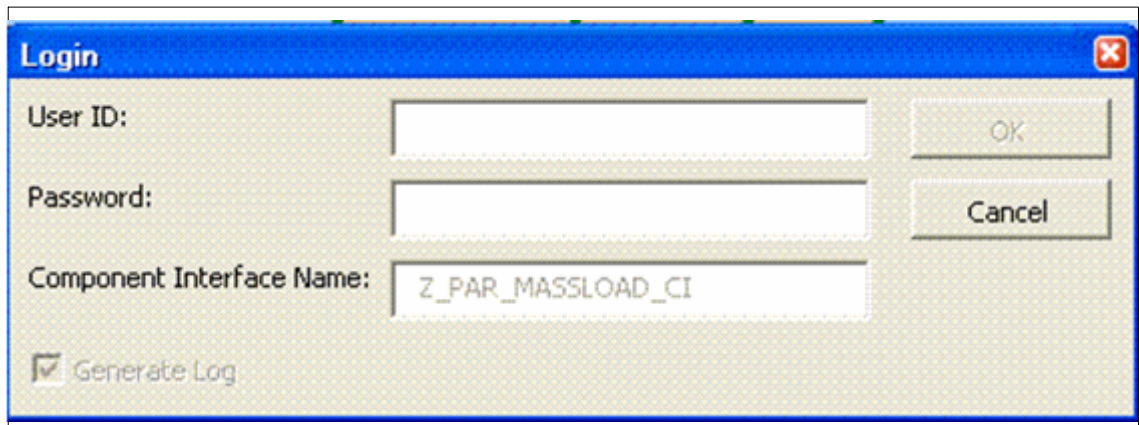 Login
User ID:
OK
Password:
Cancel
Component Interface Name: Z_PAR_MASSLOAD_CI
Generate Log